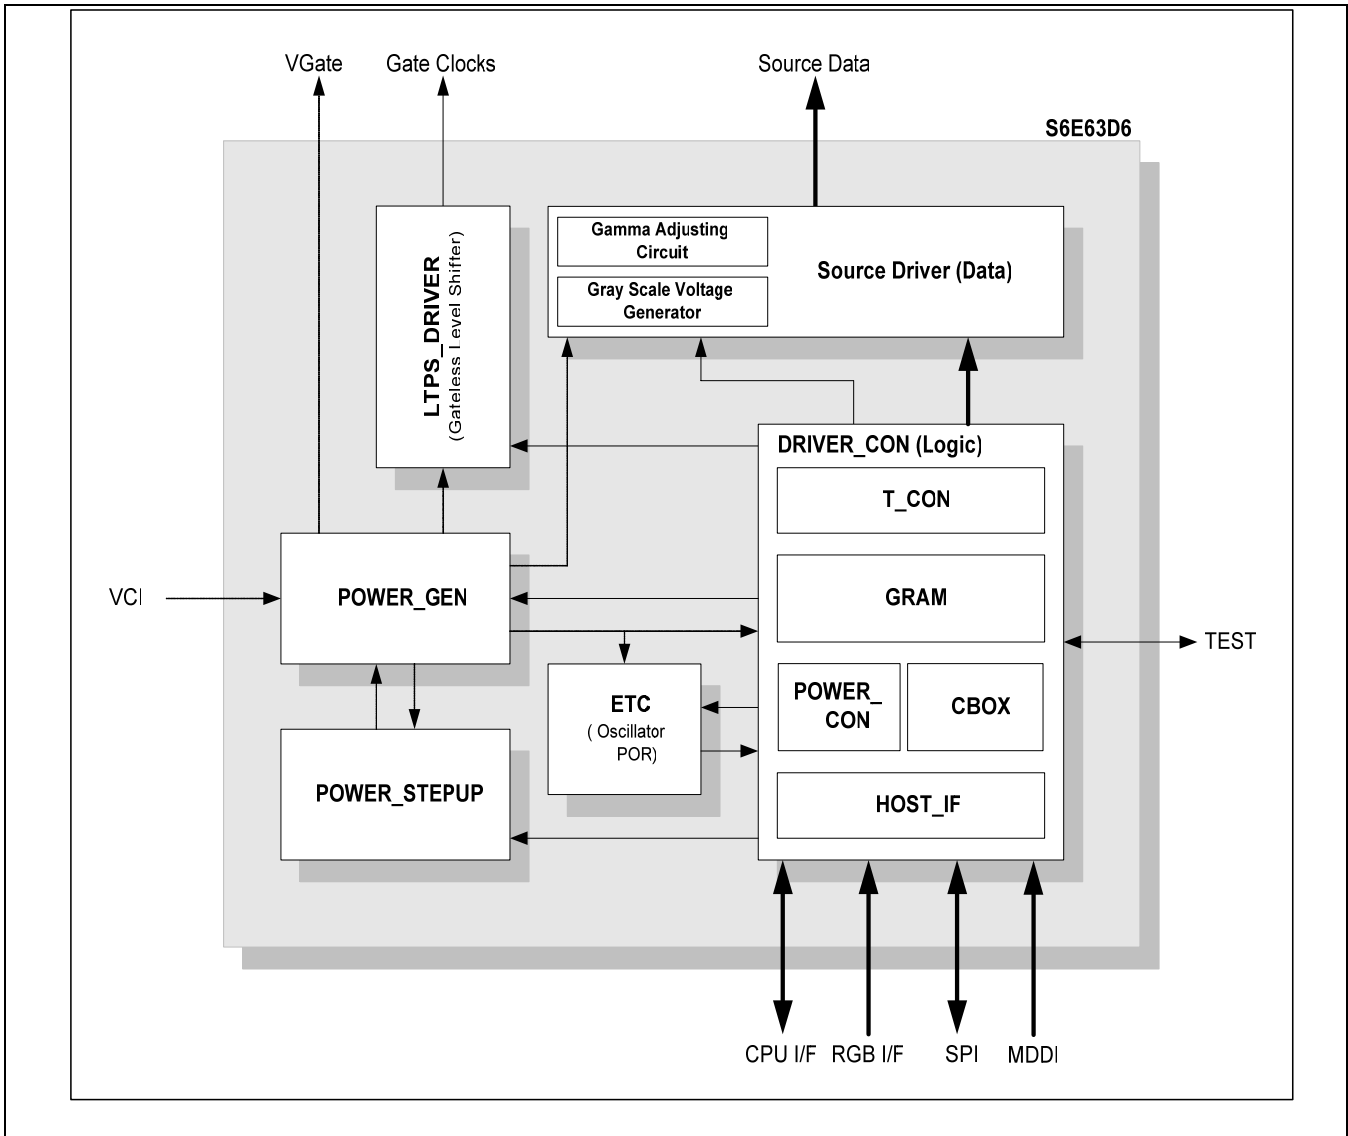 VGate
Gate Clocks
Source Data
S6E63D6
LTPS_DRIVER
(Gateless Level Shifter)
Gamma Adjusting
Circuit
Gray Scale Voltage
Generator
Source Driver (Data)
DRIVER_CON (Logic)
T_CON
GRAM
POWER_
CON
CBOX
HOST_IF
VCI
POWER_GEN
TEST
ETC
( Oscillator
POR)
POWER_STEPUP
CPU I/F
RGB I/F
SPI
MDDI